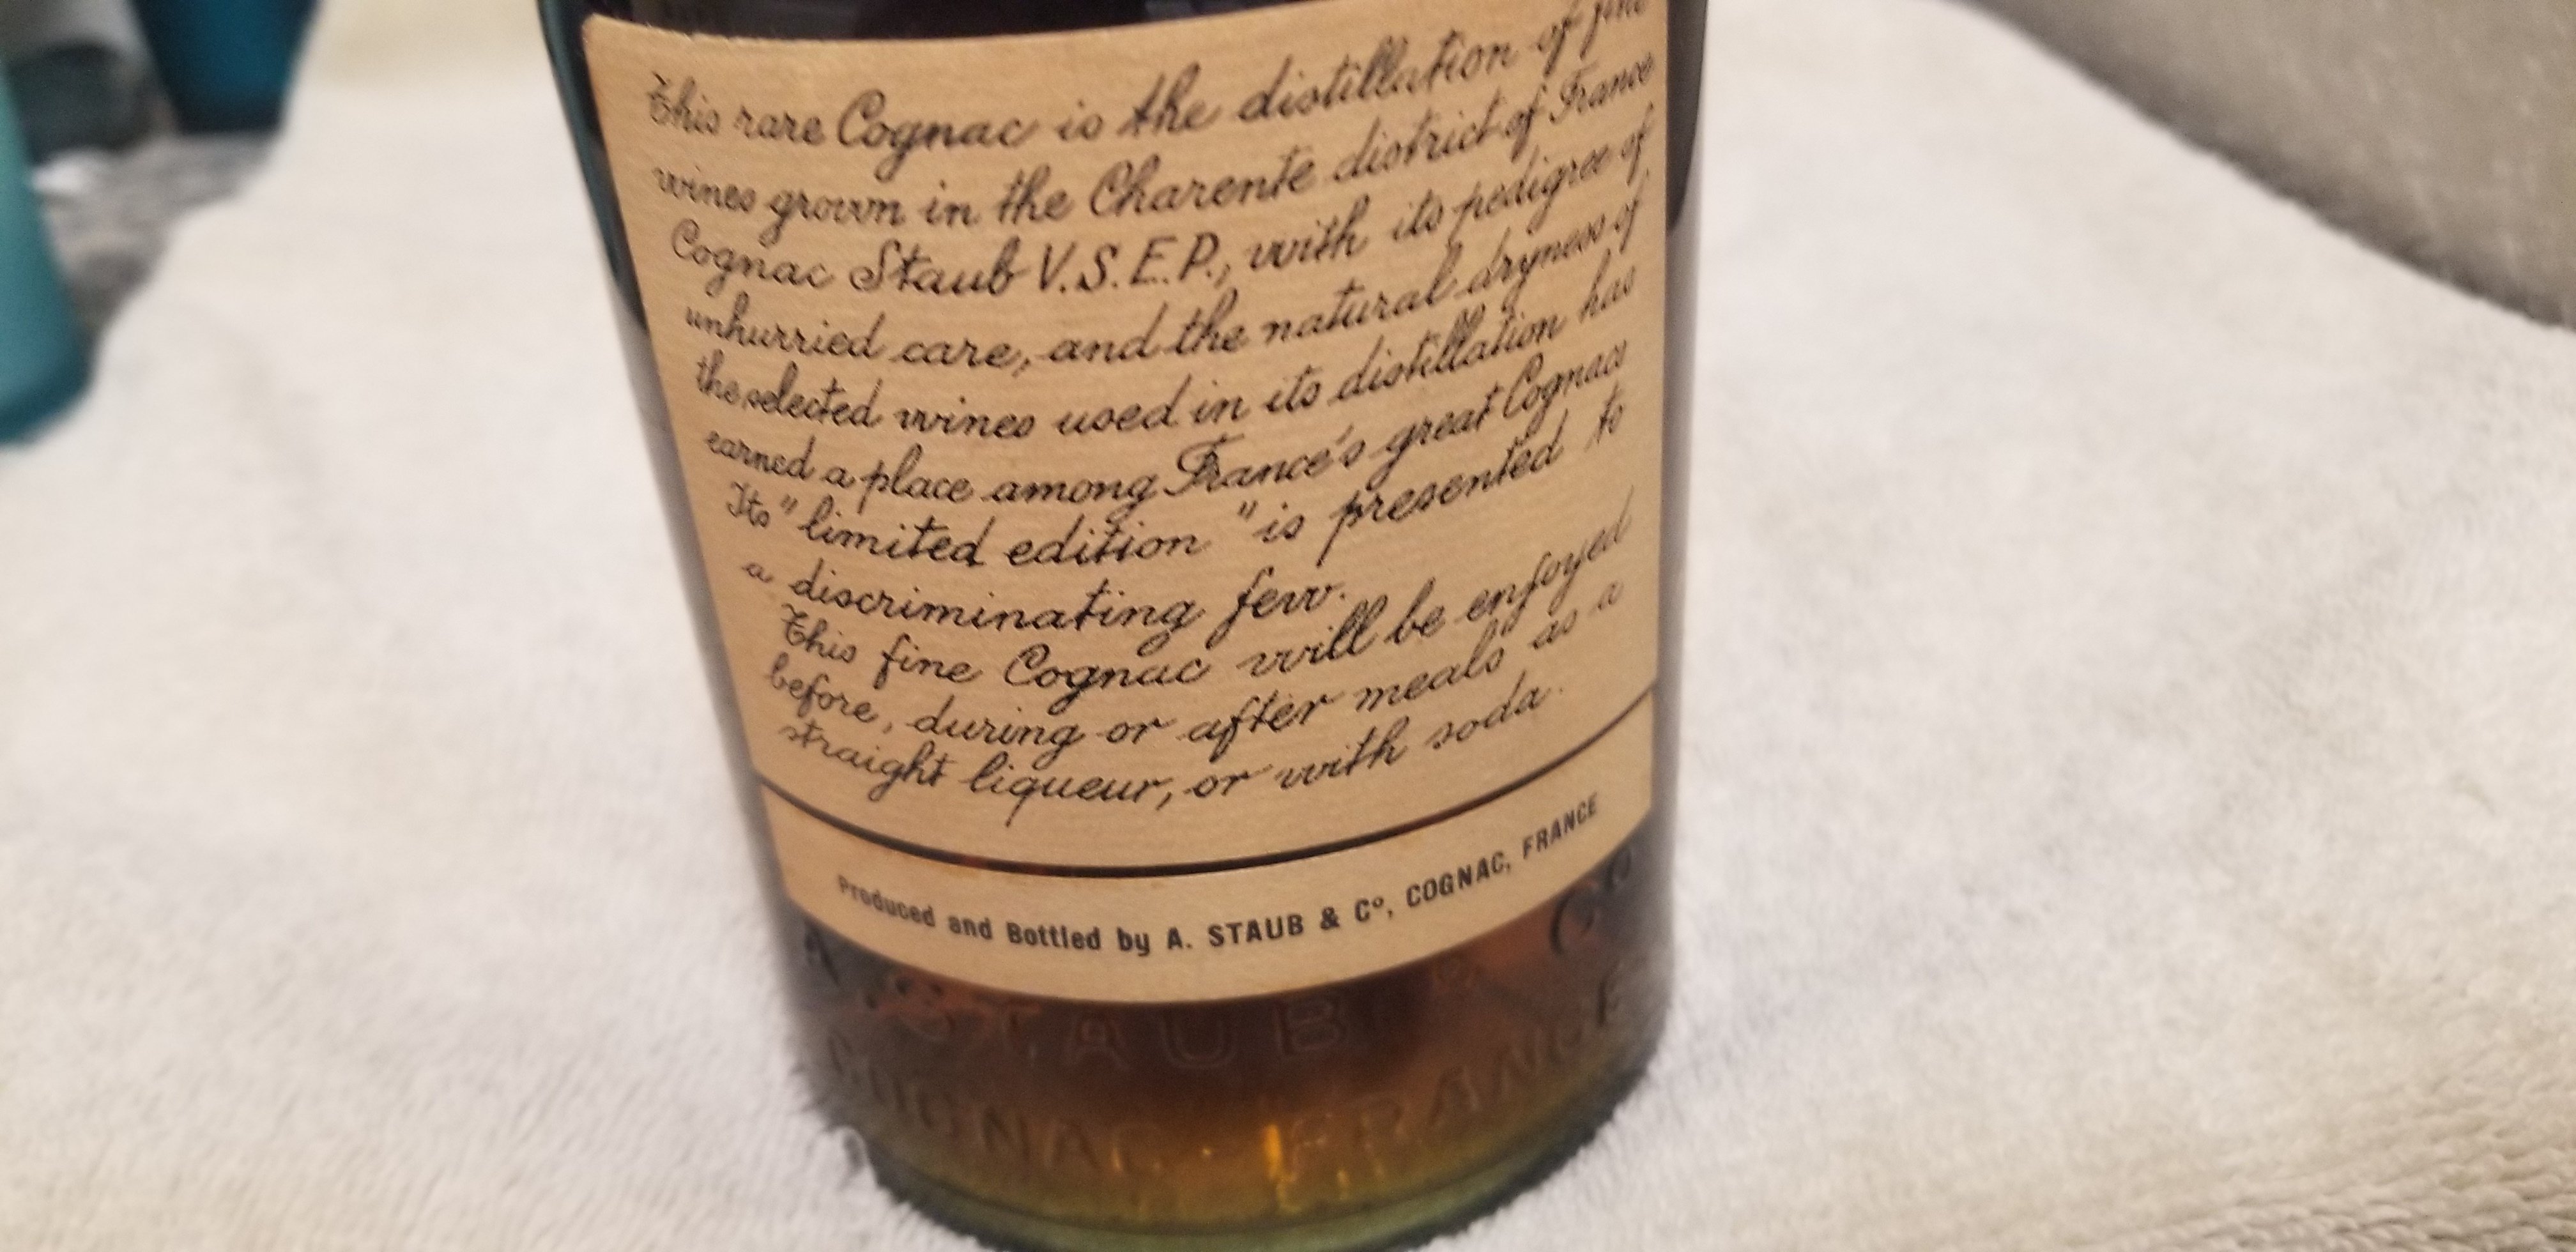 This rare Cognac is the distillation of fine
wines grown in the Charente district of France
Cognac Staub V.S.E.P., with its pedigree of
unhurried care, and the natural dryness of
the selected wines used in its distillation has
earned a place among France's great Cognacs
Its "limited edition" is presented to
a discriminating few.
This fine Cognac will be enjoyed
before, during or after meals as a
straight liqueur, or with soda.
Produced and Bottled by A. STAUB & Cº, COGNAC, FRANCE
A. STAUB & Cº
COGNAC - FRANCE